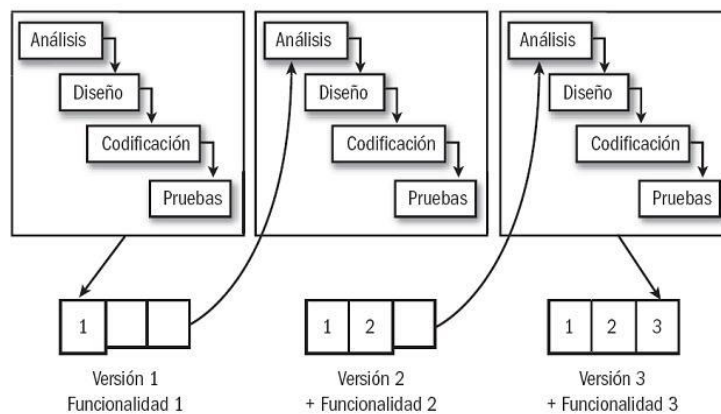 Análisis
Diseño
Codificación
Pruebas
Análisis
Diseño
Codificación
Pruebas
Análisis
Diseño
Codificación
Pruebas
1
1 2
1 2 3
Versión 1
Funcionalidad 1
Versión 2
+ Funcionalidad 2
Versión 3
+ Funcionalidad 3